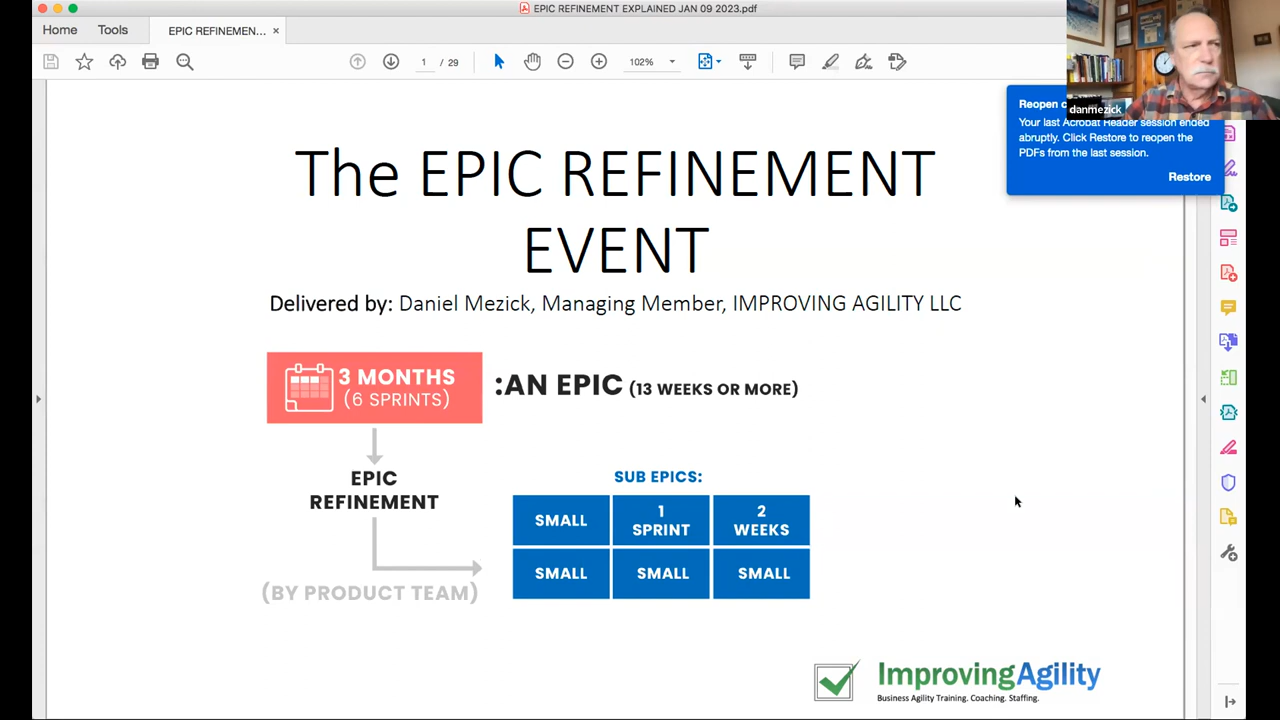 EPIC REFINEMENT EXPLAINED JAN 09 2023.pdf
Home
Tools
EPIC REFINEMEN... ×
1 / 29
102%
danmezick
Reopen
Your last Acrobat Reader session ended
abruptly. Click Restore to reopen the
PDFs from the last session.
Restore
The EPIC REFINEMENT
EVENT
Delivered by: Daniel Mezick, Managing Member, IMPROVING AGILITY LLC
3 MONTHS
(6 SPRINTS)
:AN EPIC (13 WEEKS OR MORE)
EPIC
REFINEMENT
(BY PRODUCT TEAM)
SUB EPICS:
SMALL
1
SPRINT
2
WEEKS
SMALL
SMALL
SMALL
ImprovingAgility
Business Agility Training. Coaching. Staffing.